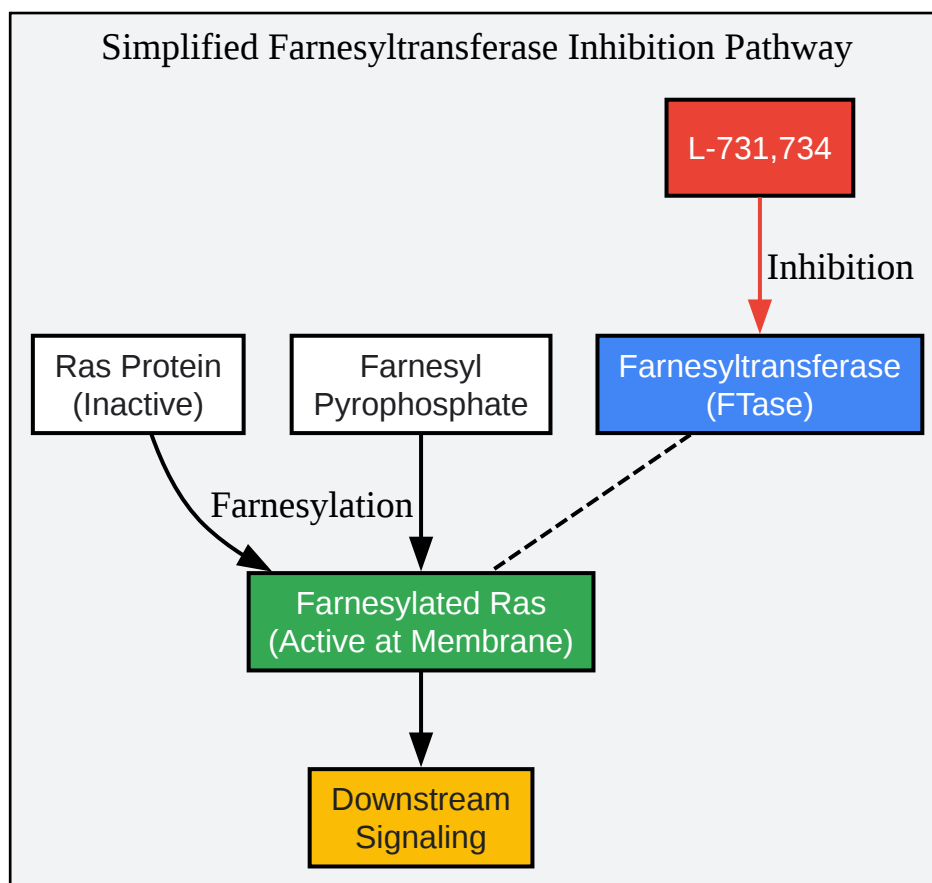 Simplified Farnesyltransferase Inhibition Pathway
L-731,734
Inhibition
Ras Protein
(Inactive)
Farnesyl
Pyrophosphate
Farnesyltransferase
(FTase)
Farnesylation
Farnesylated Ras
(Active at Membrane)
Downstream
Signaling